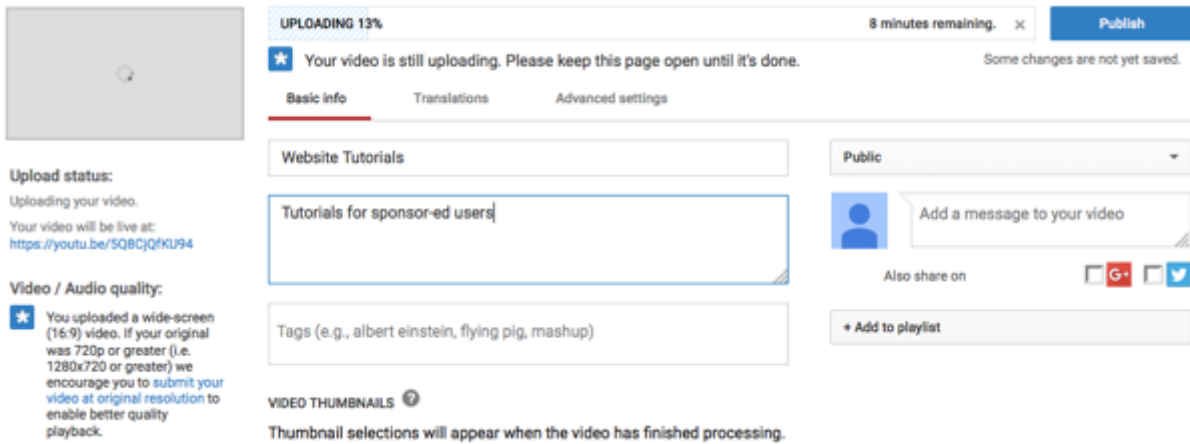 UPLOADING 13%
8 minutes remaining.
Publish
Your video is still uploading. Please keep this page open until it's done.
Some changes are not yet saved.
Basic info
Translations
Advanced settings
Website Tutorials
Public
Upload status:
Uploading your video.
Your video will be live at:
https://youtu.be/5Q8CjQfKU94
Tutorials for sponsor-ed users
Add a message to your video
Also share on
G+
Video / Audio quality:
You uploaded a wide-screen
(16:9) video. If your original
was 720p or greater (i.e.
1280x720 or greater) we
encourage you to submit your
video at original resolution to
enable better quality
playback.
Tags (e.g., albert einstein, flying pig, mashup)
+ Add to playlist
VIDEO THUMBNAILS ?
Thumbnail selections will appear when the video has finished processing.